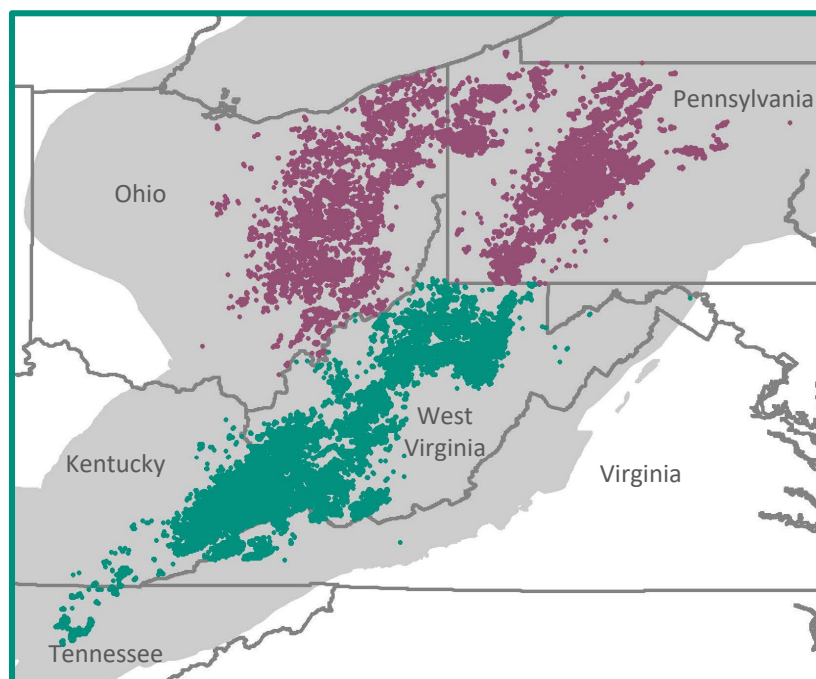 Pennsylvania
Ohio
West
Virginia
Kentucky
Virginia
Tennessee